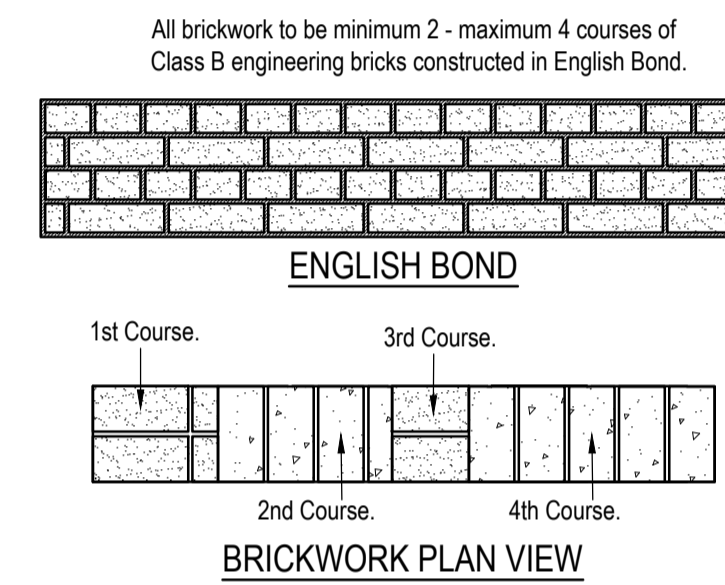 All brickwork to be minimum 2 - maximum 4 courses of
Class B engineering bricks constructed in English Bond.
ENGLISH BOND
1st Course.
3rd Course.
2nd Course.
4th Course.
BRICKWORK PLAN VIEW